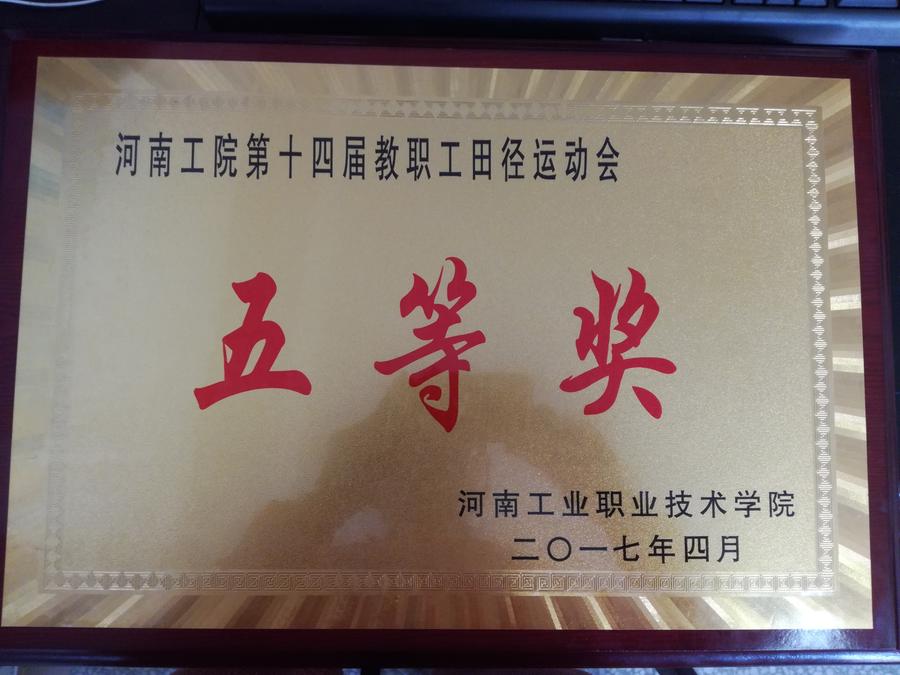 河南工院第十四届教职工田径运动会
五等奖
河南工业职业技术学院
二〇一七年四月